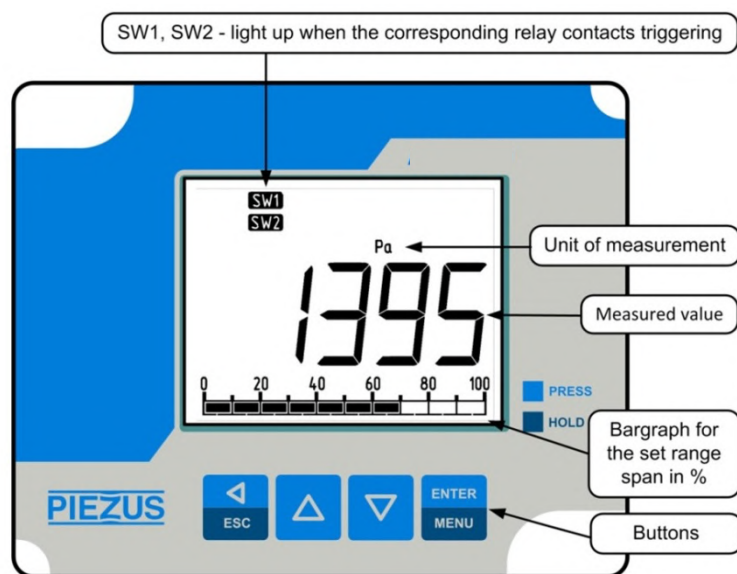 SW1, SW2 - light up when the corresponding relay contacts triggering
SW1
SW2
Pa
Unit of measurement
1395
Measured value
0 20 40 60 80 100
PRESS
HOLD
Bargraph for
the set range
span in %
PIEZUS
ESC
ENTER
MENU
Buttons